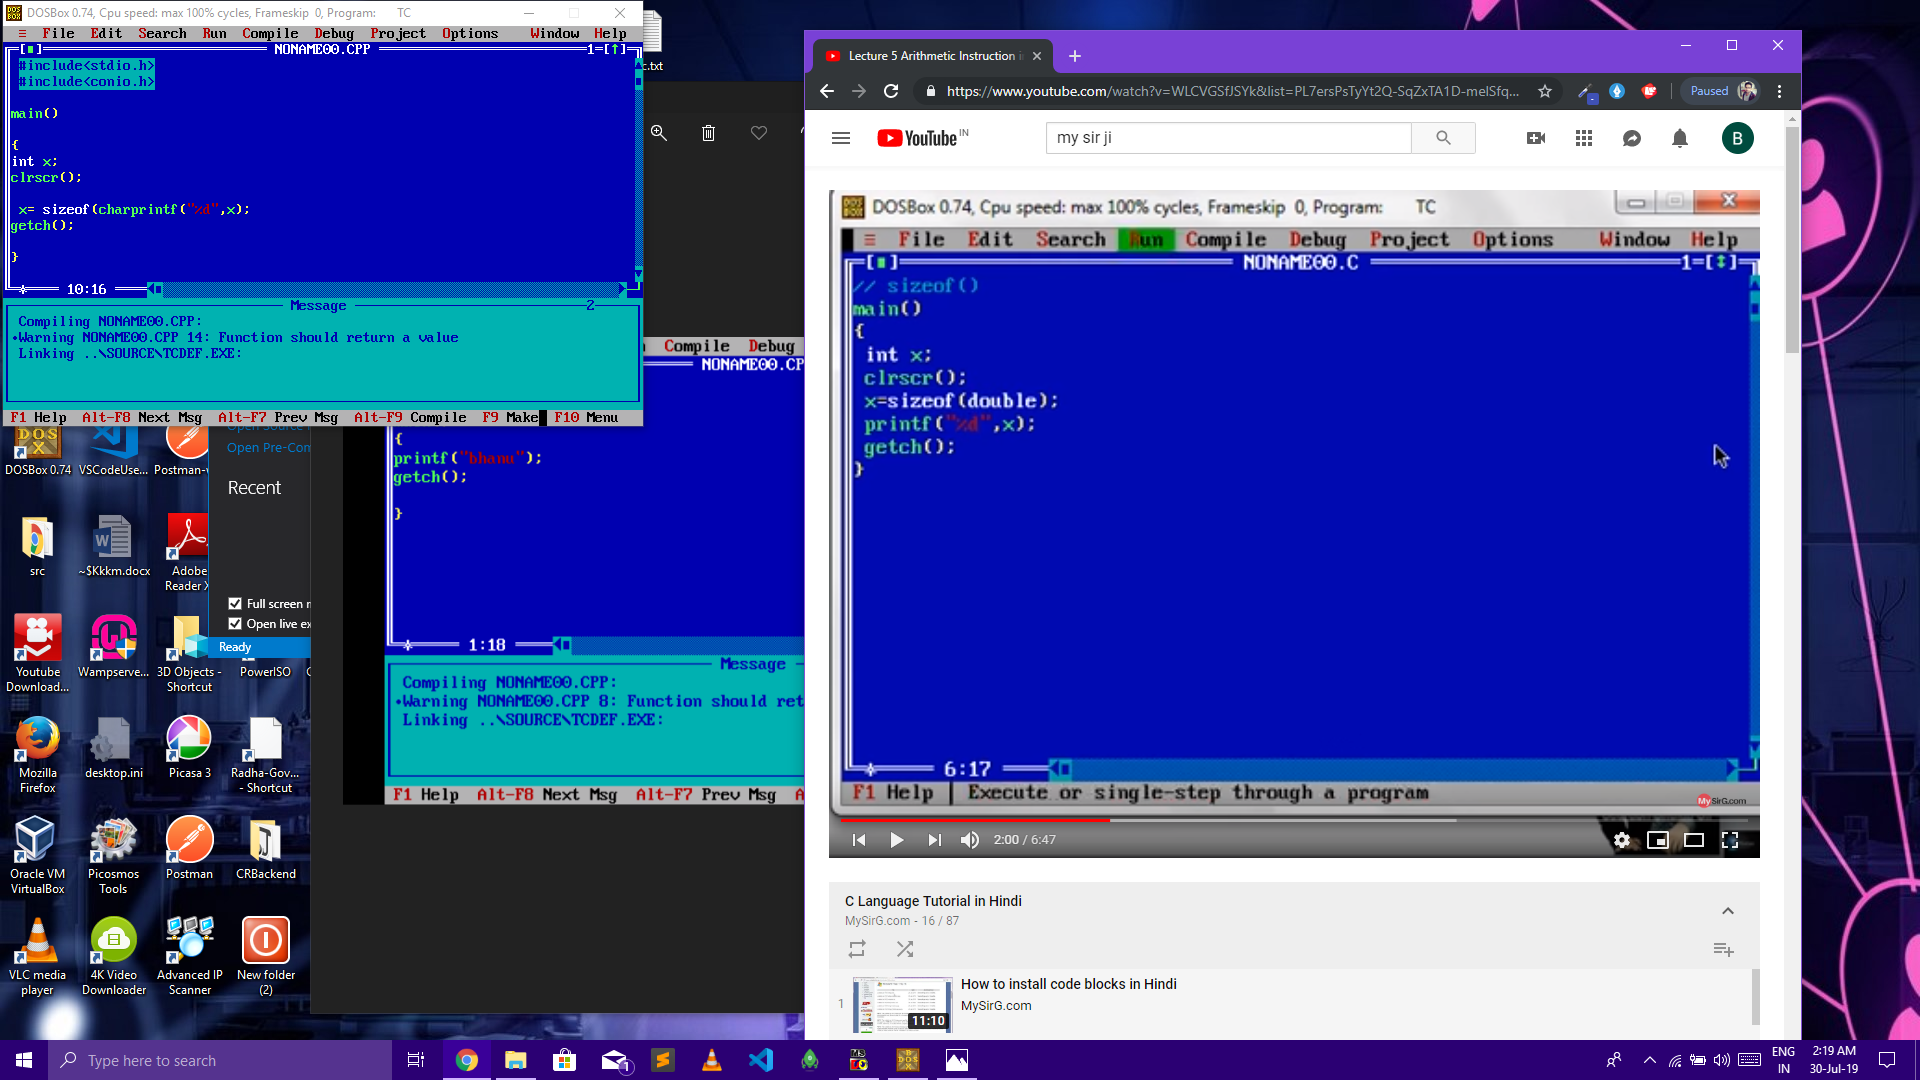 DOSBox 0.74, Cpu speed: max 100% cycles, Frameskip 0, Program: TC
≡ File Edit Search Run Compile Debug Project Options Window Help
NONAME00.CPP 1=[↑]
#include<stdio.h>
#include<conio.h>
main()
{
int x;
clrscr();
x= sizeof(charprintf("%d",x);
getch();
}
10:16
Message 2
Compiling NONAME00.CPP:
•Warning NONAME00.CPP 14: Function should return a value
Linking ..\SOURCE\TCDEF.EXE:
F1 Help Alt-F8 Next Msg Alt-F7 Prev Msg Alt-F9 Compile F9 Make F10 Menu
c.txt
Compile Debug
NONAME00.CP
{
printf("bhanu");
getch();
}
1:18
Message
Compiling NONAME00.CPP:
•Warning NONAME00.CPP 8: Function should ret
Linking ..\SOURCE\TCDEF.EXE:
F1 Help Alt-F8 Next Msg Alt-F7 Prev Msg A
Open Pre-Com
Recent
Full screen
Open live ex
Ready
DOSBox 0.74
VSCodeUse...
Postman-
src
~$Kkkm.docx
Adobe Reader X
Youtube Download...
Wampserve...
3D Objects - Shortcut
PowerISO
Mozilla Firefox
desktop.ini
Picasa 3
Radha-Gov... - Shortcut
Oracle VM VirtualBox
Picosmos Tools
Postman
CRBackend
VLC media player
4K Video Downloader
Advanced IP Scanner
New folder (2)
Lecture 5 Arithmetic Instruction i
https://www.youtube.com/watch?v=WLCVGSfJSYk&list=PL7ersPsTyYt2Q-SqZxTA1D-melSfq...
Paused
YouTube IN
my sir ji
B
DOSBox 0.74, Cpu speed: max 100% cycles, Frameskip 0, Program: TC
≡ File Edit Search Run Compile Debug Project Options Window Help
NONAME00.C 1=[↕]
// sizeof()
main()
{
int x;
clrscr();
x=sizeof(double);
printf("%d",x);
getch();
}
6:17
F1 Help | Execute or single-step through a program
MySirG.com
2:00 / 6:47
C Language Tutorial in Hindi
MySirG.com - 16 / 87
1
11:10
How to install code blocks in Hindi
MySirG.com
Type here to search
1
ENG
IN
2:19 AM
30-Jul-19